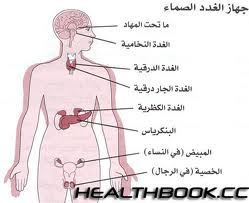 جهاز الغدد الصماء
ما تحت المهاد
الغدة النخامية
الغدة الدرقية
الغدة الجار درقية
الغدة الكظرية
البنكرياس
المبيض (في النساء)
الخصية (في الرجال)
HEALTHBOOK.CC